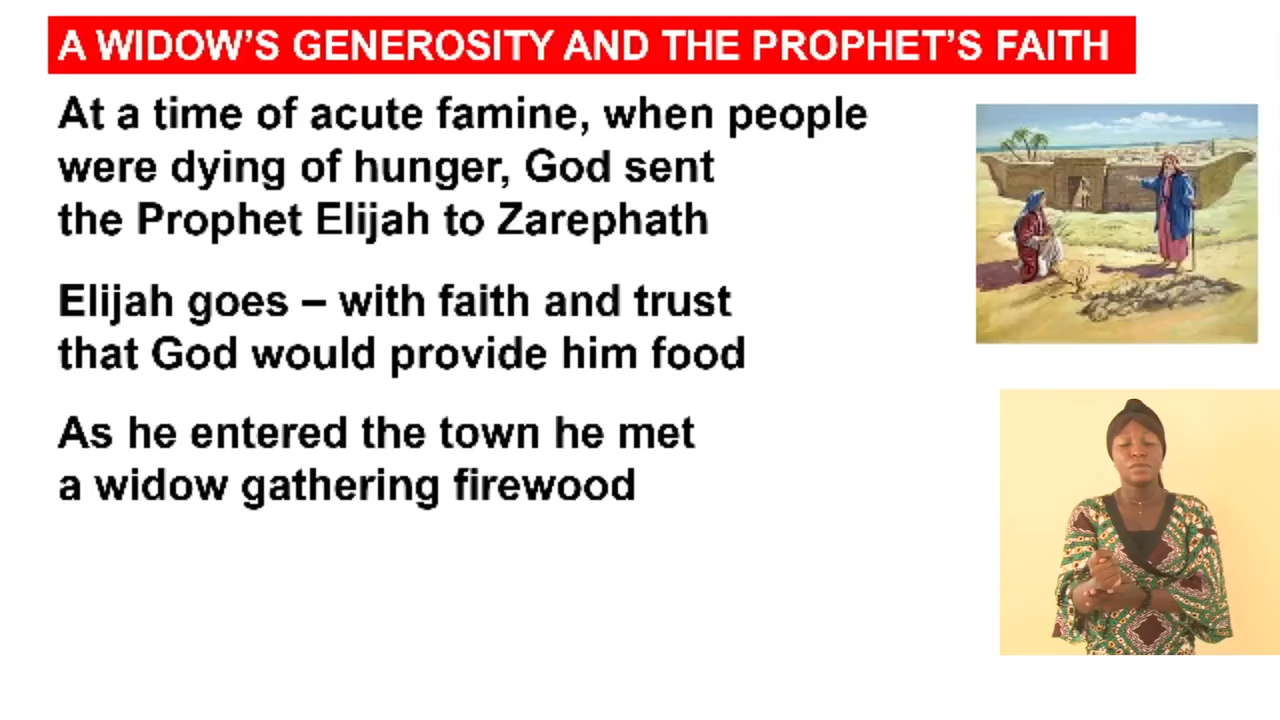 A WIDOW’S GENEROSITY AND THE PROPHET’S FAITH
At a time of acute famine, when people
were dying of hunger, God sent
the Prophet Elijah to Zarephath
Elijah goes – with faith and trust
that God would provide him food
As he entered the town he met
a widow gathering firewood